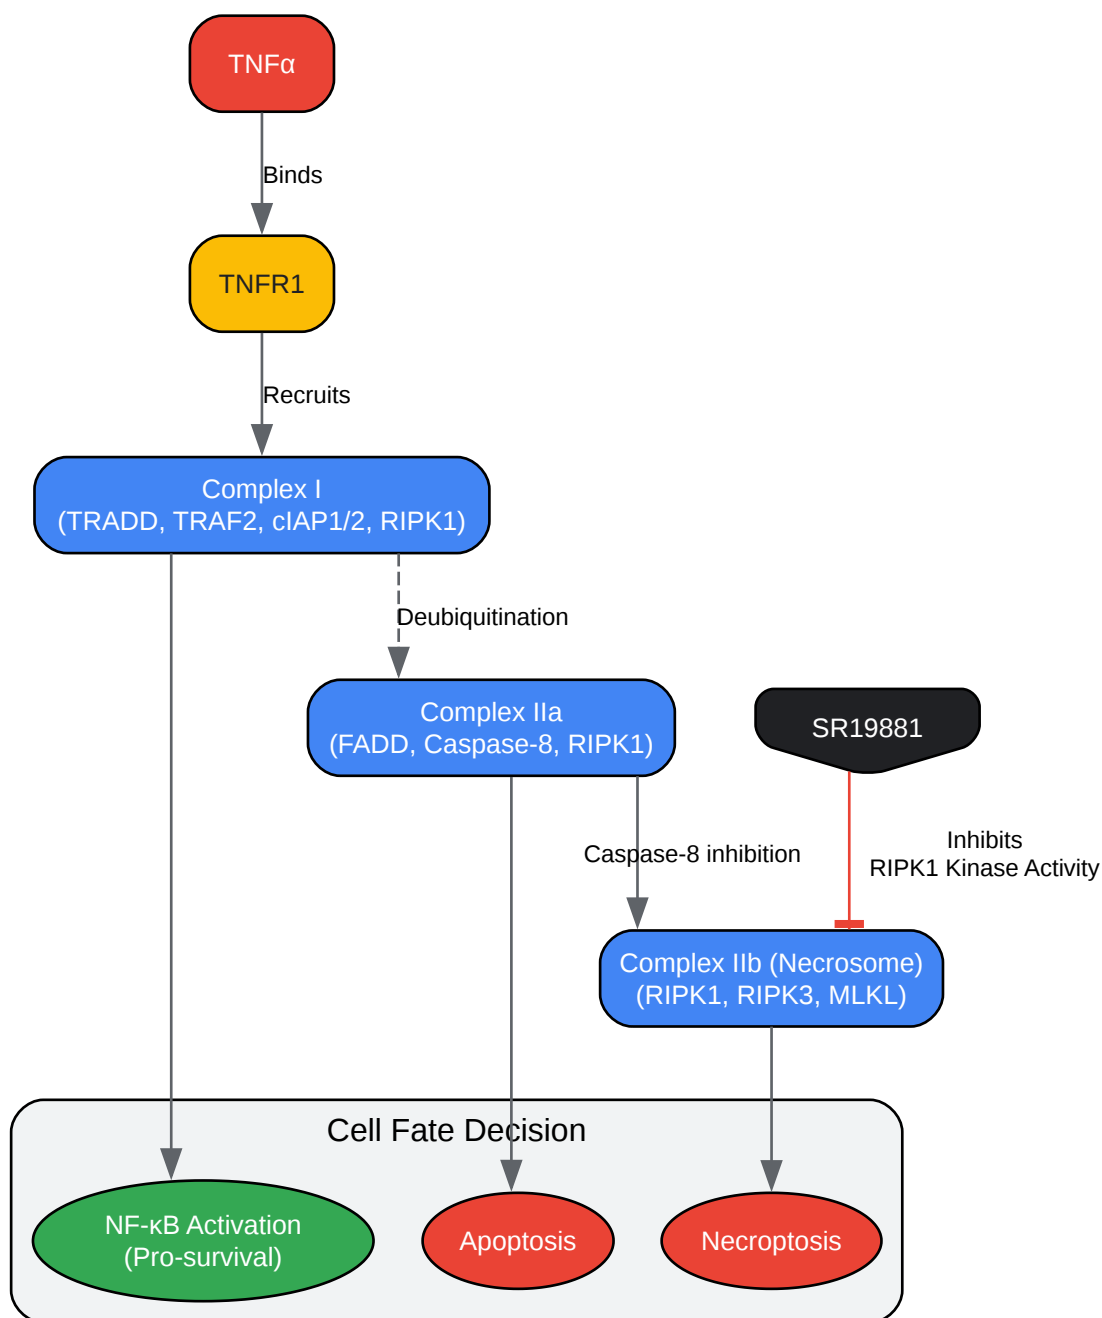 TNFα
Binds
TNFR1
Recruits
Complex I
(TRADD, TRAF2, cIAP1/2, RIPK1)
Deubiquitination
Complex IIa
(FADD, Caspase-8, RIPK1)
SR19881
Caspase-8 inhibition
Inhibits
RIPK1 Kinase Activity
Complex IIb (Necrosome)
(RIPK1, RIPK3, MLKL)
Cell Fate Decision
NF-κB Activation
(Pro-survival)
Apoptosis
Necroptosis